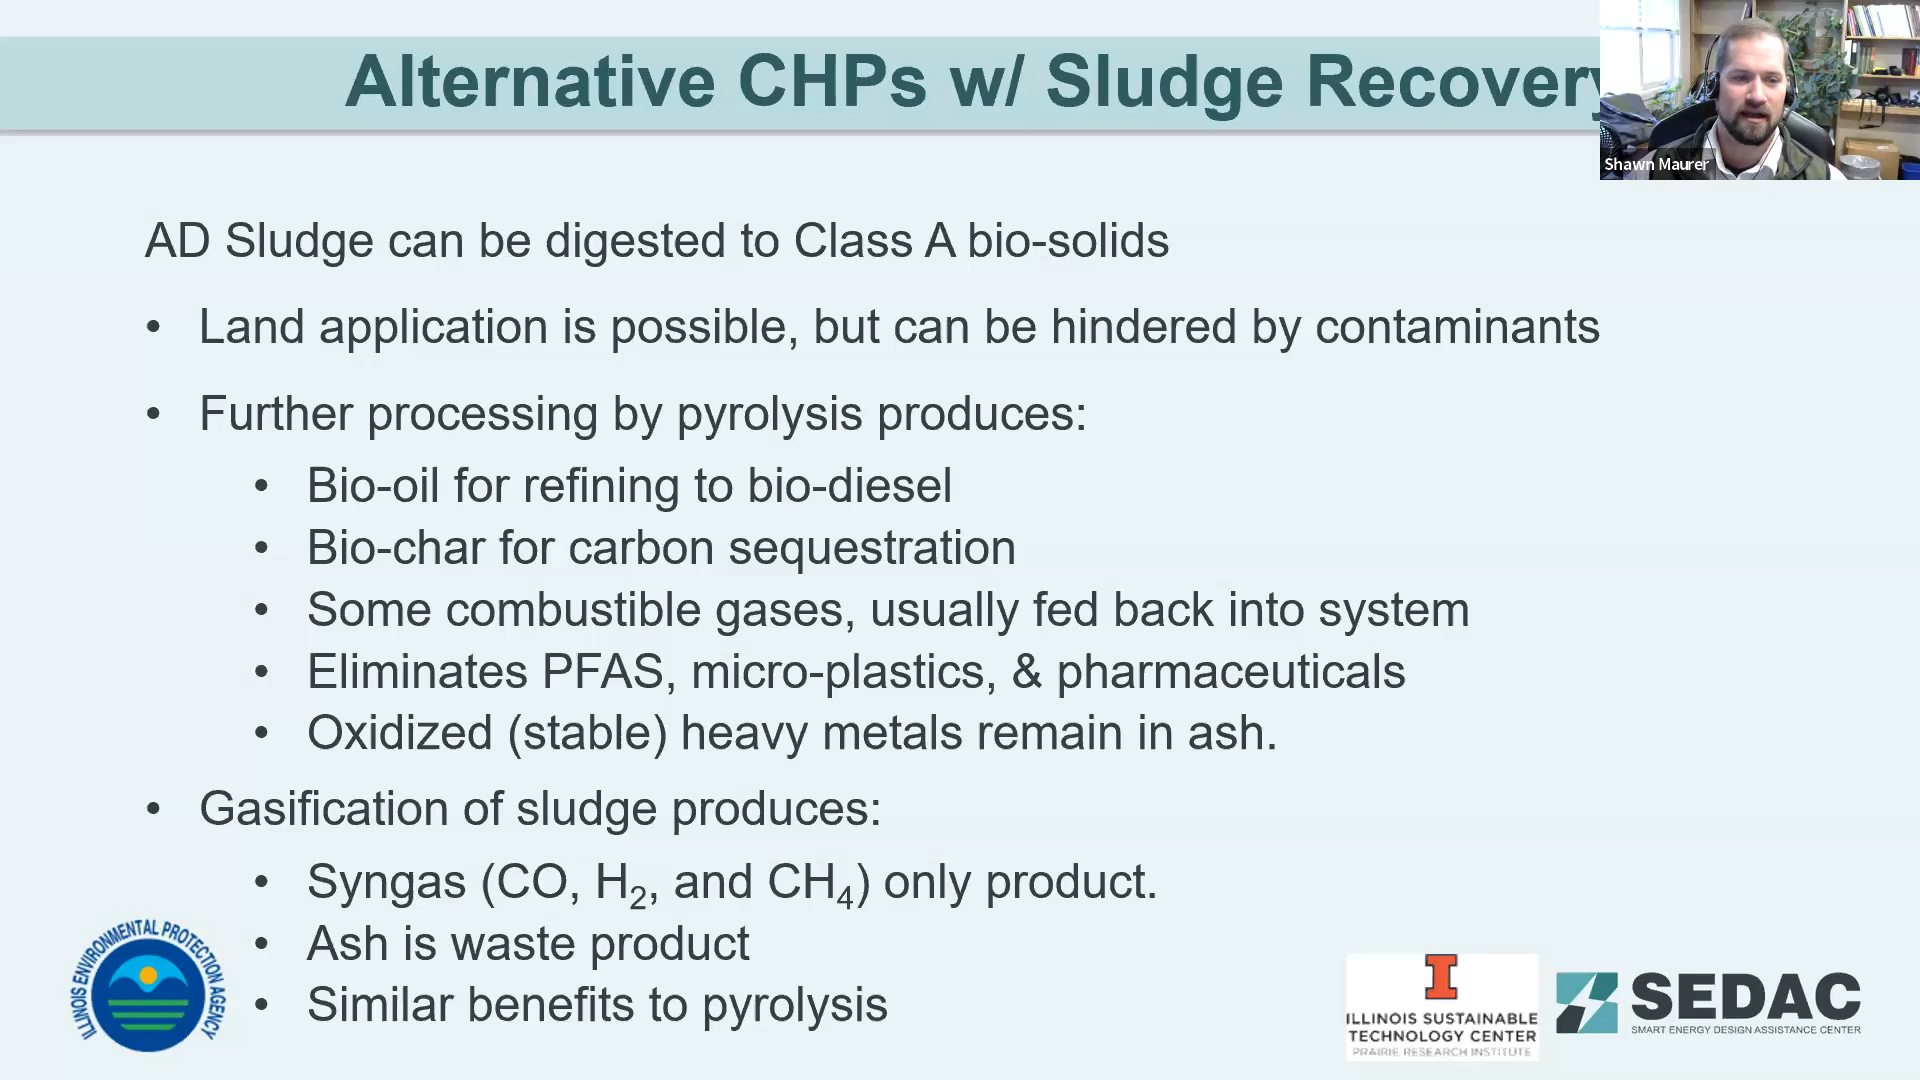 Alternative CHPs w/ Sludge Recovery
Shawn Maurer
AD Sludge can be digested to Class A bio-solids
• Land application is possible, but can be hindered by contaminants
• Further processing by pyrolysis produces:
• Bio-oil for refining to bio-diesel
• Bio-char for carbon sequestration
• Some combustible gases, usually fed back into system
• Eliminates PFAS, micro-plastics, & pharmaceuticals
• Oxidized (stable) heavy metals remain in ash.
• Gasification of sludge produces:
• Syngas (CO, H₂, and CH₄) only product.
• Ash is waste product
• Similar benefits to pyrolysis
ILLINOIS ENVIRONMENTAL PROTECTION AGENCY
I
ILLINOIS SUSTAINABLE
TECHNOLOGY CENTER
PRAIRIE RESEARCH INSTITUTE
SEDAC
SMART ENERGY DESIGN ASSISTANCE CENTER